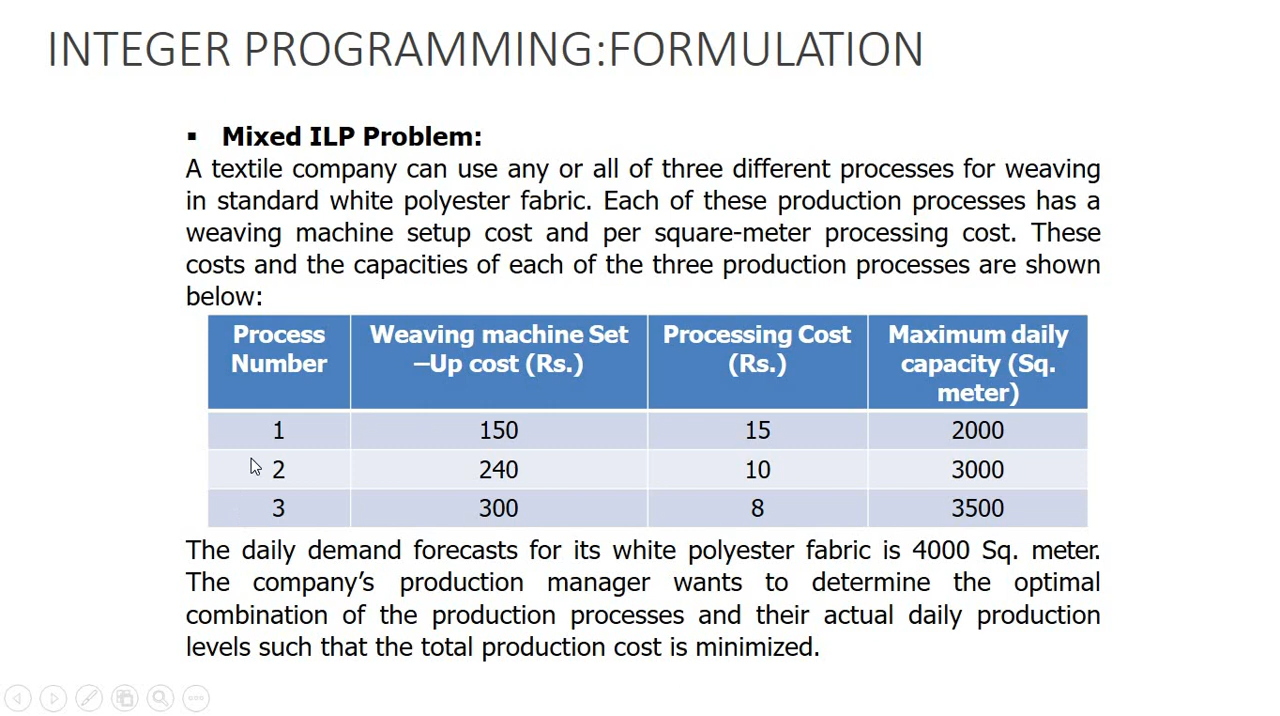 INTEGER PROGRAMMING:FORMULATION
▪ Mixed ILP Problem:
A textile company can use any or all of three different processes for weaving
in standard white polyester fabric. Each of these production processes has a
weaving machine setup cost and per square-meter processing cost. These
costs and the capacities of each of the three production processes are shown
below:
Process Number | Weaving machine Set –Up cost (Rs.) | Processing Cost (Rs.) | Maximum daily capacity (Sq. meter)
1 | 150 | 15 | 2000
2 | 240 | 10 | 3000
3 | 300 | 8 | 3500
The daily demand forecasts for its white polyester fabric is 4000 Sq. meter.
The company’s production manager wants to determine the optimal
combination of the production processes and their actual daily production
levels such that the total production cost is minimized.